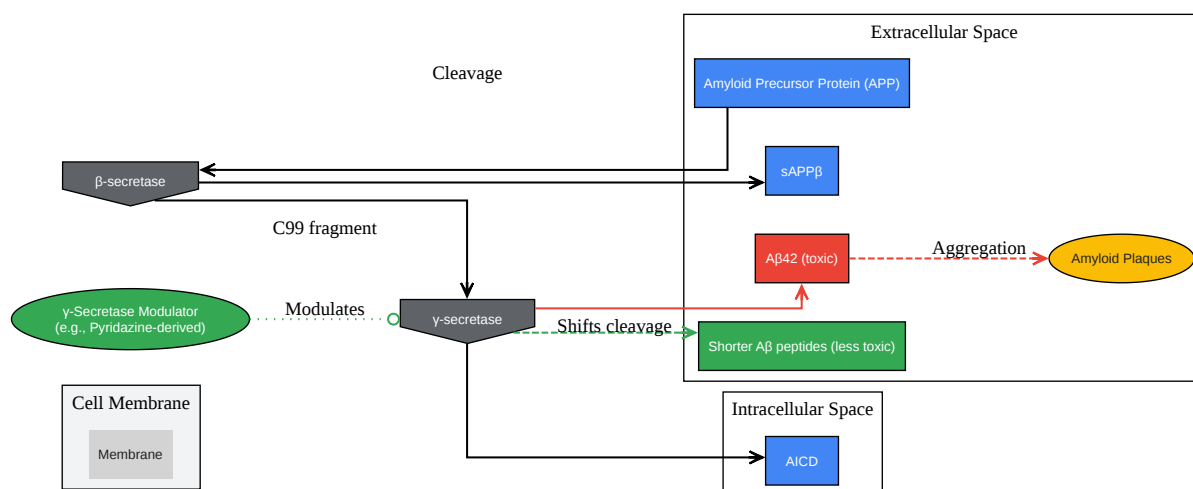 Extracellular Space
Cleavage
Amyloid Precursor Protein (APP)
β-secretase
sAPPβ
C99 fragment
Aβ42 (toxic)
Aggregation
Amyloid Plaques
γ-Secretase Modulator
(e.g., Pyridazine-derived)
Modulates
γ-secretase
Shifts cleavage
Shorter Aβ peptides (less toxic)
Cell Membrane
Membrane
Intracellular Space
AICD